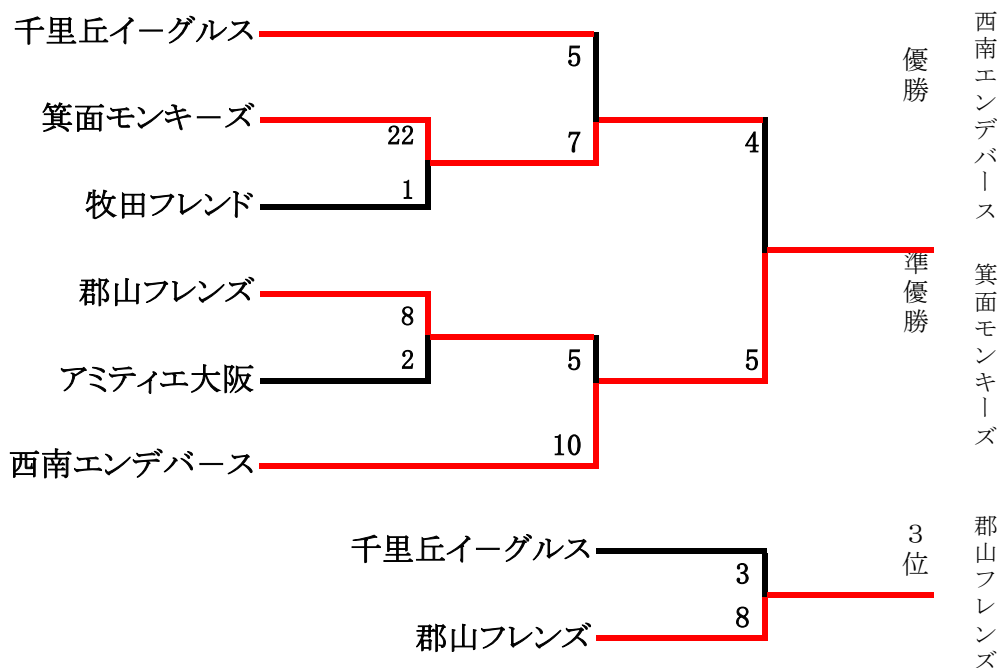 千里丘イーグルス
5
箕面モンキーズ
22
7
4
1
牧田フレンド
郡山フレンズ
8
2
5
5
アミティエ大阪
10
西南エンデバース
千里丘イーグルス
3
8
郡山フレンズ
優勝
西南エンデバース
準優勝
箕面モンキーズ
３位
郡山フレンズ